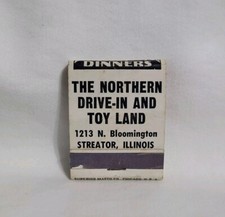 DINNERS
THE NORTHERN
DRIVE-IN AND
TOY LAND
1213 N. Bloomington
STREATOR, ILLINOIS